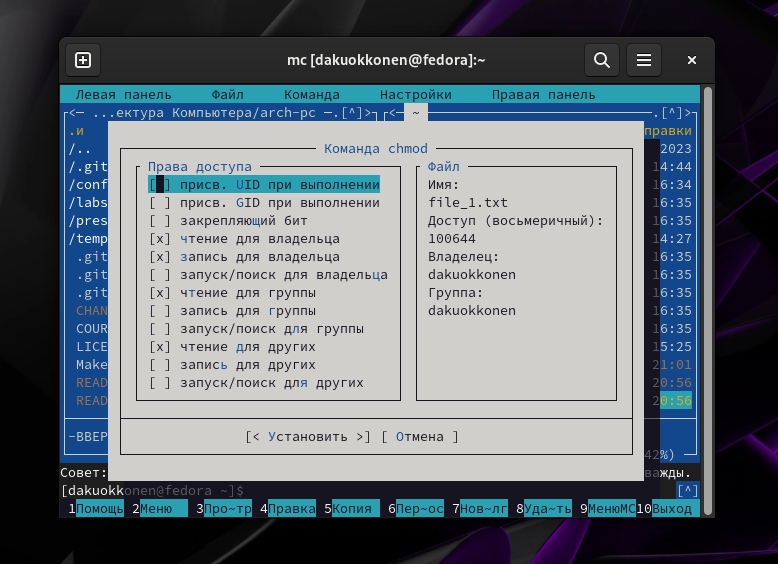 mc [dakuokkonen@fedora]:~
Левая панель Файл Команда Настройки Правая панель
<─ ...ектура Компьютера/arch-pc ─.[^]> <─ ~ ─.[^]>
.и правки
/.. 2023
/.git 14:44
/conf 16:34
/labs 16:35
/pres 16:35
/temp 14:27
.git 16:35
.git 16:35
.git 16:35
CHAN 16:35
COUR 16:35
LICE 15:25
Make 21:01
READ 20:56
READ 20:56
-ВВЕР
42%)
Команда chmod
Права доступа
[ ] присв. UID при выполнении
[ ] присв. GID при выполнении
[ ] закрепляющий бит
[x] чтение для владельца
[x] запись для владельца
[ ] запуск/поиск для владельца
[x] чтение для группы
[ ] запись для группы
[ ] запуск/поиск для группы
[x] чтение для других
[ ] запись для других
[ ] запуск/поиск для других
Файл
Имя:
file_1.txt
Доступ (восьмеричный):
100644
Владелец:
dakuokkonen
Группа:
dakuokkonen
[< Установить >] [ Отмена ]
Совет: важды.
[dakuokkonen@fedora ~]$ [^]
1Помощь 2Меню 3Про~тр 4Правка 5Копия 6Пер~ос 7Нов~лг 8Уда~ть 9МенюMC 10Выход